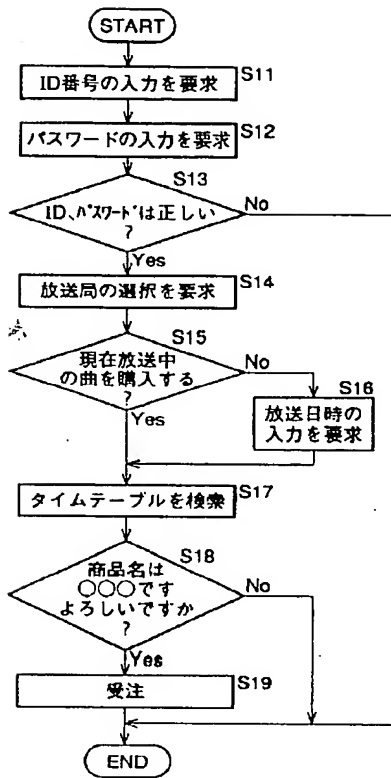 START
ID番号の入力を要求
S11
パスワードの入力を要求
S12
S13
ID、パスワードは正しい
?
No
Yes
S14
放送局の選択を要求
S15
現在放送中
の曲を購入する
?
No
Yes
S16
放送日時の
入力を要求
タイムテーブルを検索
S17
S18
商品名は
○○○です
よろしいですか
?
No
Yes
受注
S19
END